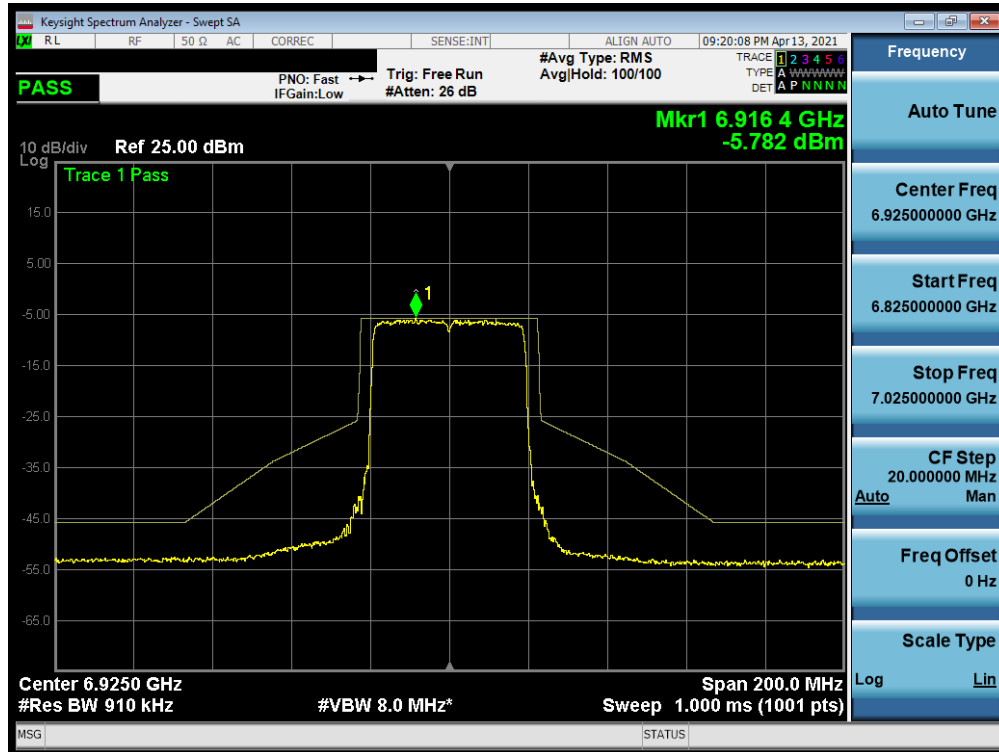 Keysight Spectrum Analyzer - Swept SA
LXI RL RF 50 Ω AC CORREC SENSE:INT ALIGN AUTO 09:20:08 PM Apr 13, 2021
PASS
PNO: Fast
IFGain:Low
Trig: Free Run
#Atten: 26 dB
#Avg Type: RMS
Avg|Hold: 100/100
TRACE 1 2 3 4 5 6
TYPE A WWWWW
DET A P N N N N
Mkr1 6.916 4 GHz
-5.782 dBm
10 dB/div Ref 25.00 dBm
Log
Trace 1 Pass
1
15.0
5.00
-5.00
-15.0
-25.0
-35.0
-45.0
-55.0
-65.0
Center 6.9250 GHz Span 200.0 MHz
#Res BW 910 kHz #VBW 8.0 MHz* Sweep 1.000 ms (1001 pts)
MSG STATUS
Frequency
Auto Tune
Center Freq
6.925000000 GHz
Start Freq
6.825000000 GHz
Stop Freq
7.025000000 GHz
CF Step
20.000000 MHz
Auto Man
Freq Offset
0 Hz
Scale Type
Log Lin